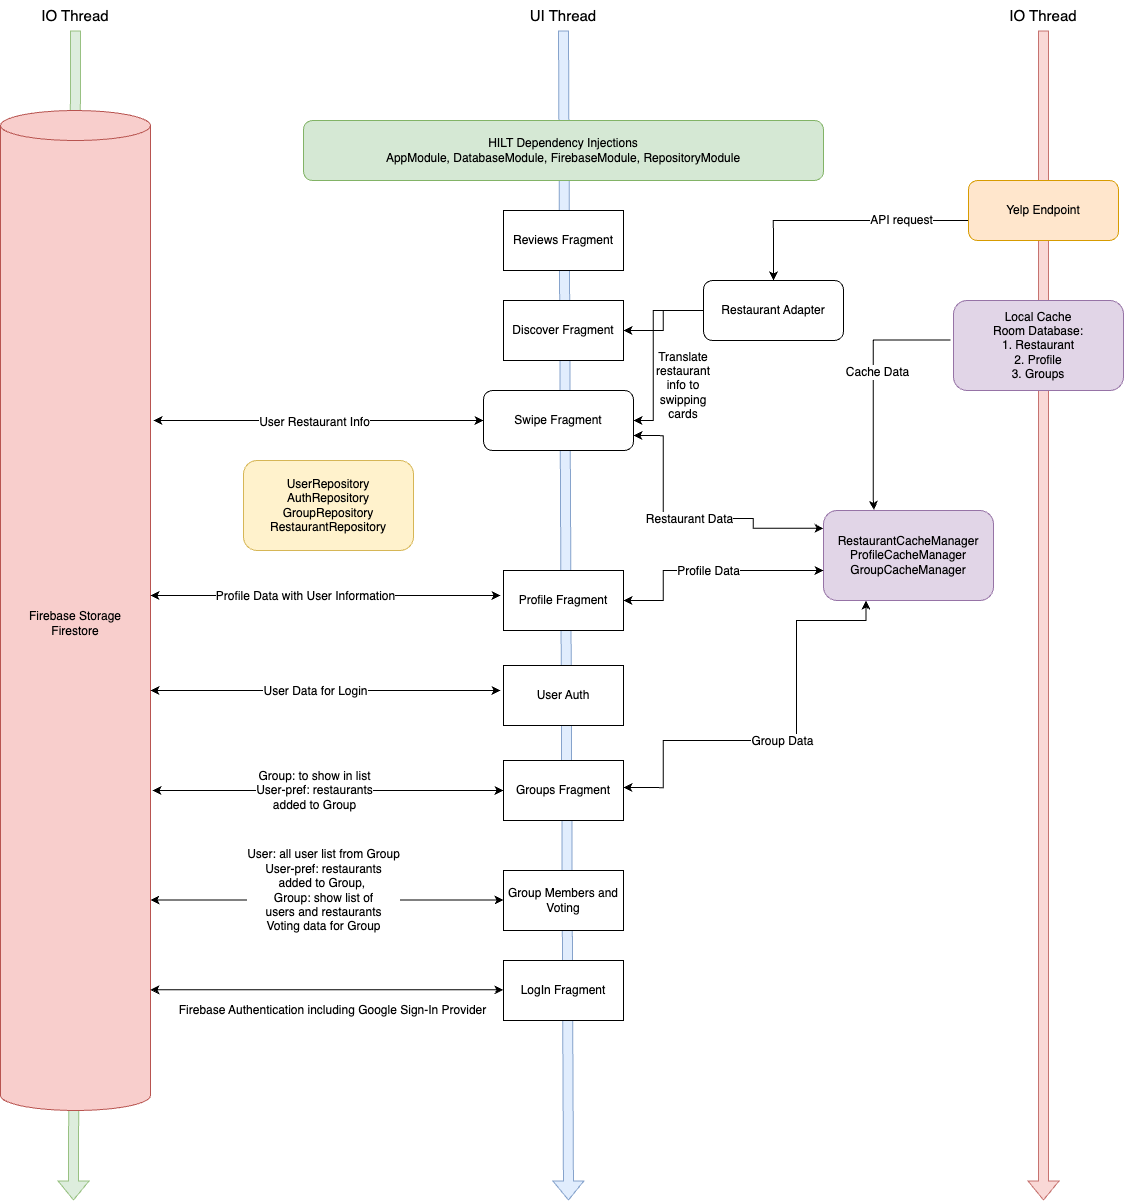 IO Thread
UI Thread
IO Thread
HILT Dependency Injections
AppModule, DatabaseModule, FirebaseModule, RepositoryModule
Yelp Endpoint
API request
Reviews Fragment
Restaurant Adapter
Discover Fragment
Local Cache
Room Database:
1. Restaurant
2. Profile
3. Groups
Translate
restaurant
info to
swipping
cards
Cache Data
User Restaurant Info
Swipe Fragment
UserRepository
AuthRepository
GroupRepository
RestaurantRepository
Restaurant Data
RestaurantCacheManager
ProfileCacheManager
GroupCacheManager
Profile Data
Profile Data with User Information
Profile Fragment
Firebase Storage
Firestore
User Data for Login
User Auth
Group Data
Group: to show in list
User-pref: restaurants
added to Group
Groups Fragment
User: all user list from Group
User-pref: restaurants
added to Group,
Group: show list of
users and restaurants
Voting data for Group
Group Members and
Voting
LogIn Fragment
Firebase Authentication including Google Sign-In Provider